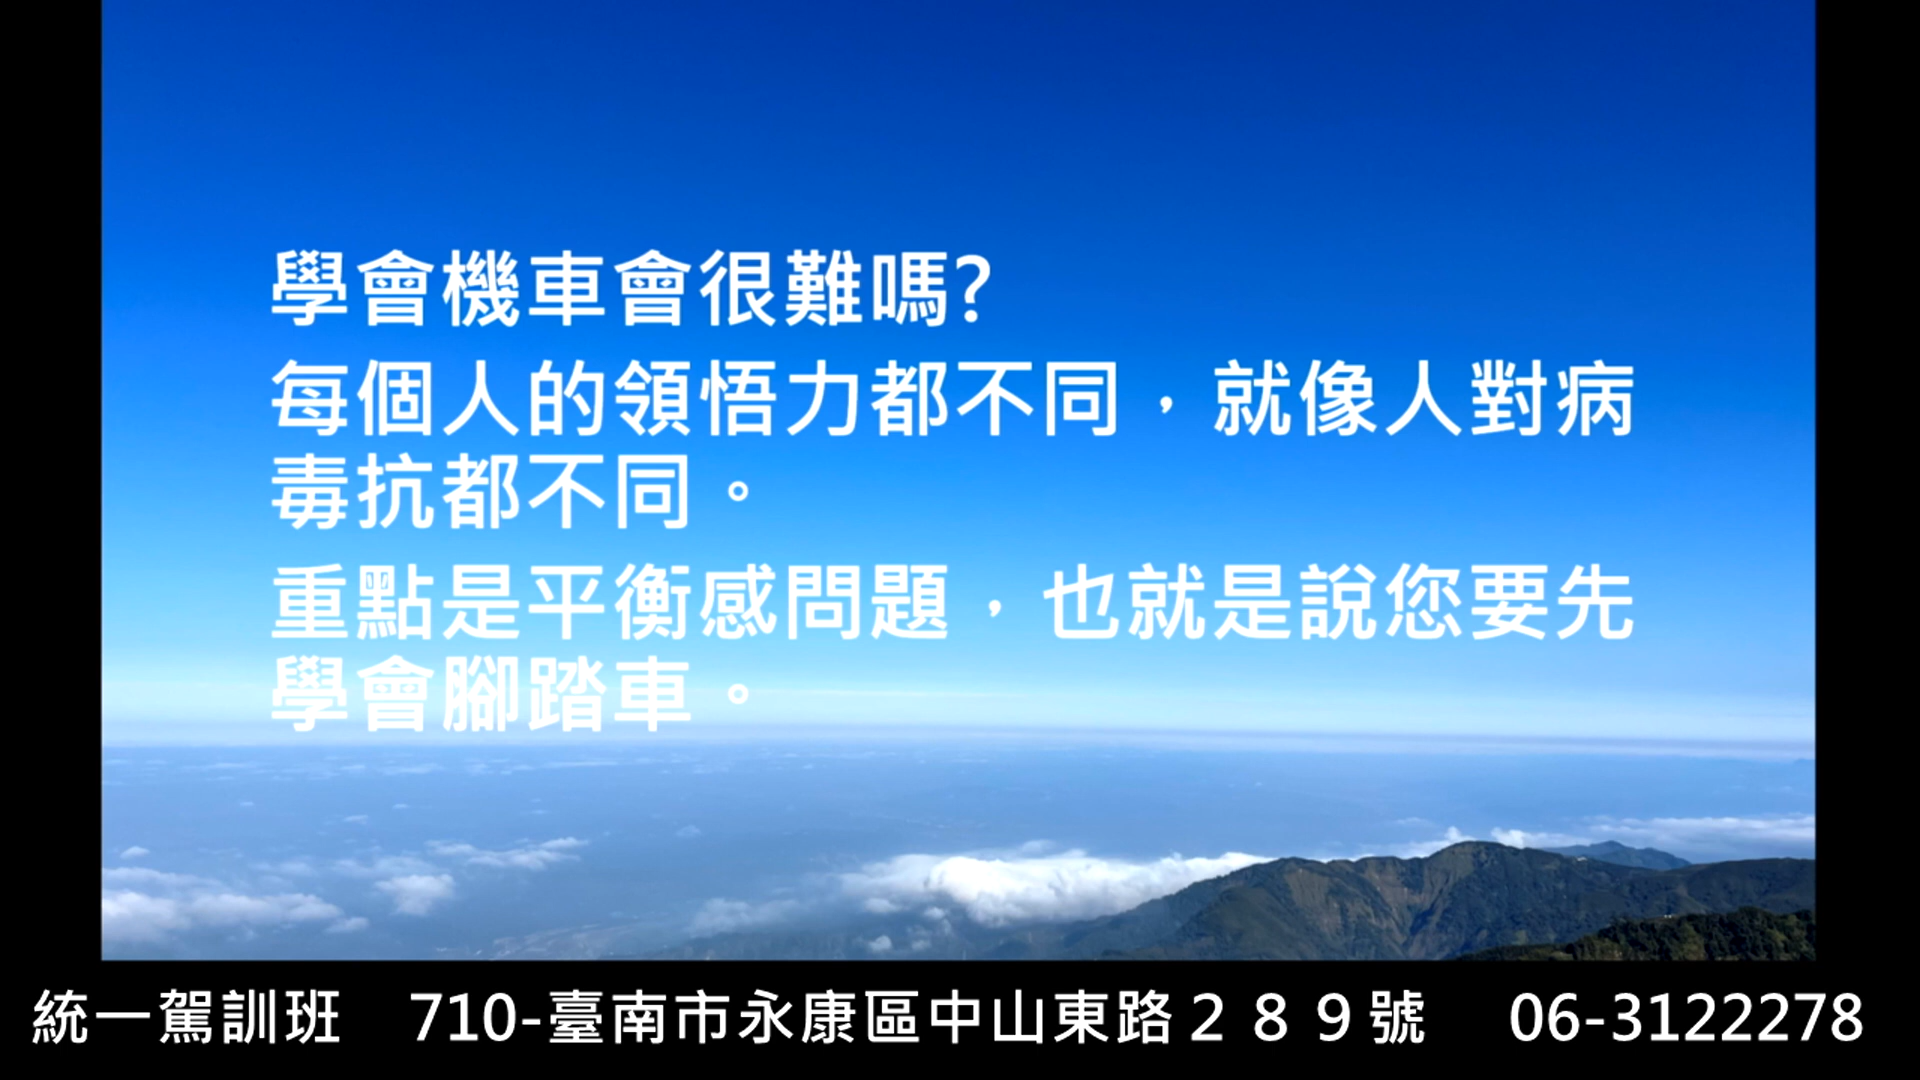 學會機車會很難嗎?
每個人的領悟力都不同，就像人對病
毒抗都不同。
重點是平衡感問題，也就是說您要先
學會腳踏車。
統一駕訓班 710-臺南市永康區中山東路２８９號 06-3122278